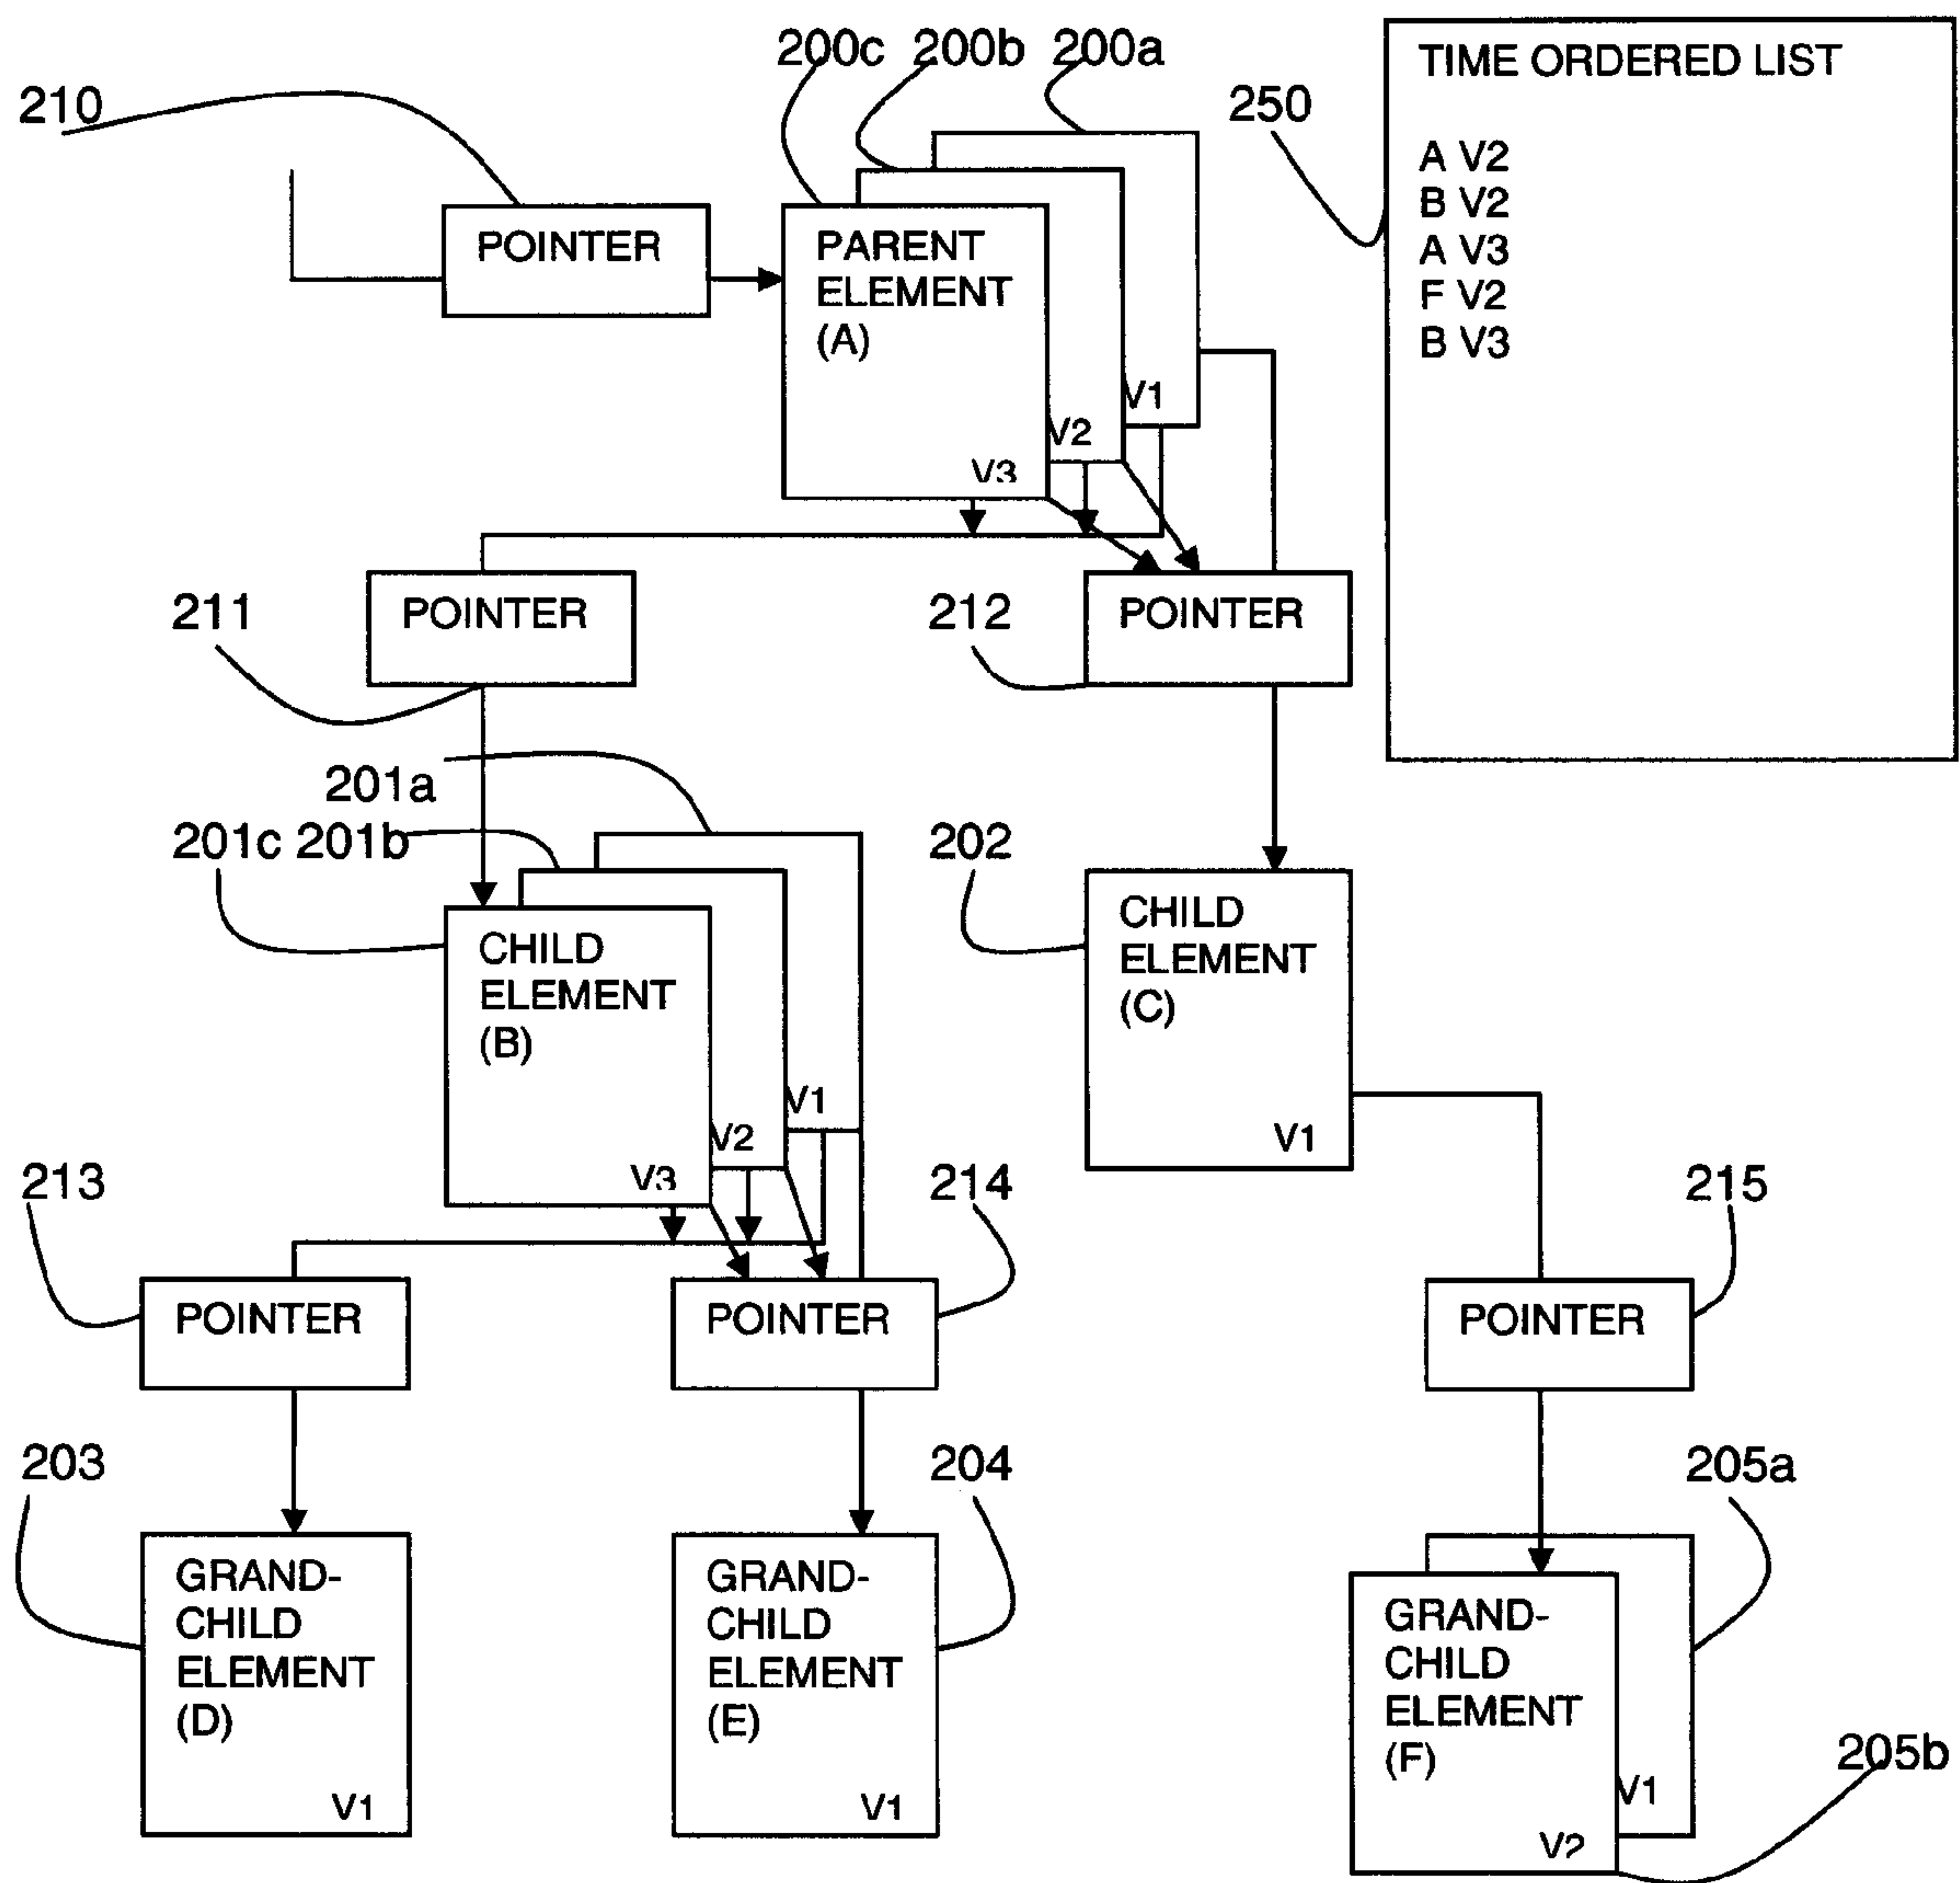 200c 200b 200a
TIME ORDERED LIST
210
250
A V2
B V2
A V3
F V2
B V3
POINTER
PARENT
ELEMENT
(A)
V1
V2
V3
211
POINTER
212
POINTER
201a
201c 201b
202
CHILD
ELEMENT
(B)
V1
V2
V3
CHILD
ELEMENT
(C)
V1
213
214
215
POINTER
POINTER
POINTER
203
204
205a
GRAND-
CHILD
ELEMENT
(D)
V1
GRAND-
CHILD
ELEMENT
(E)
V1
GRAND-
CHILD
ELEMENT
(F)
V1
V2
205b